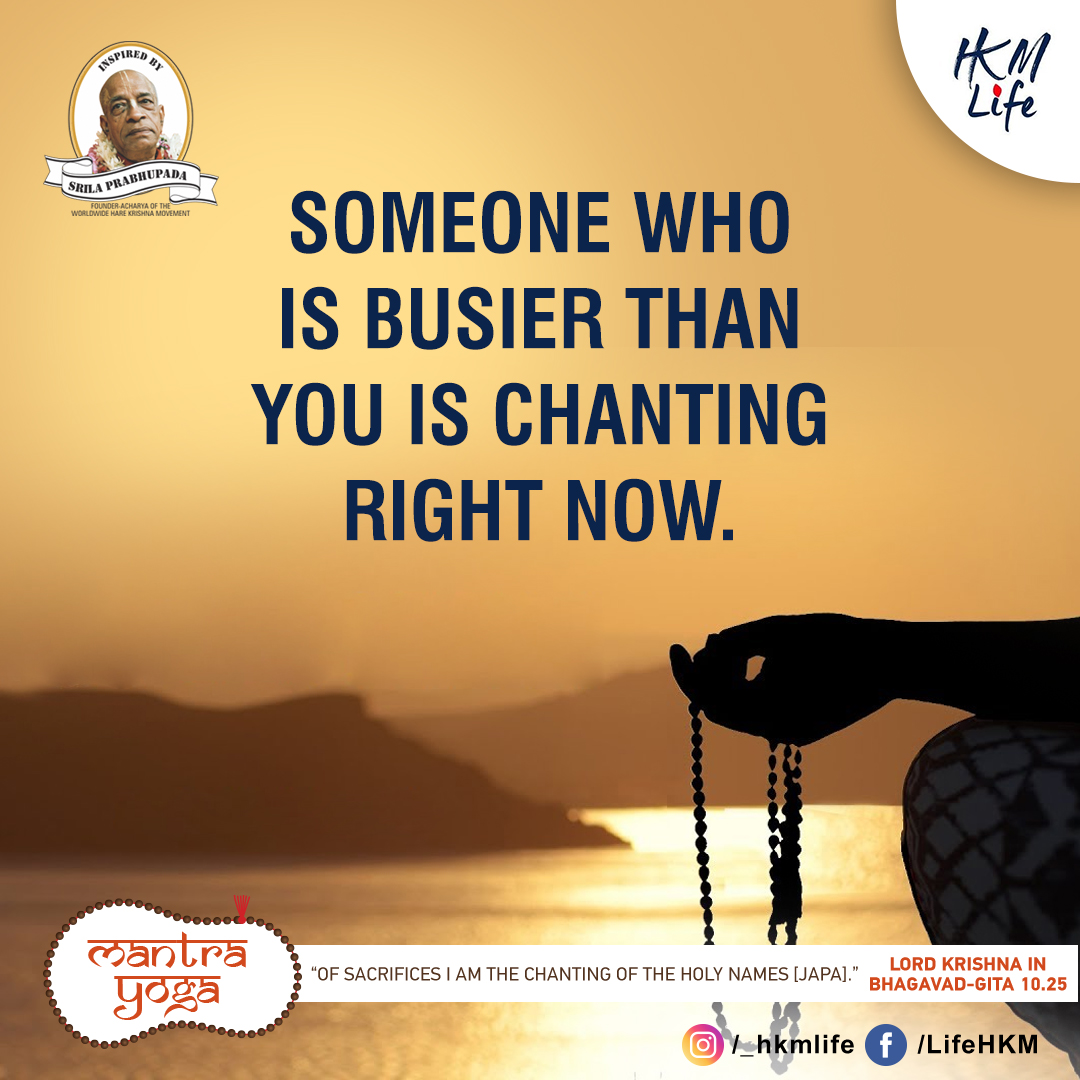 INSPIRED BY
SRILA PRABHUPADA
FOUNDER-ACHARYA OF THE
WORLDWIDE HARE KRISHNA MOVEMENT
HKM
Life
SOMEONE WHO
IS BUSIER THAN
YOU IS CHANTING
RIGHT NOW.
mantra
yoga
“OF SACRIFICES I AM THE CHANTING OF THE HOLY NAMES [JAPA].”
LORD KRISHNA IN
BHAGAVAD-GITA 10.25
/_hkmlife
/LifeHKM